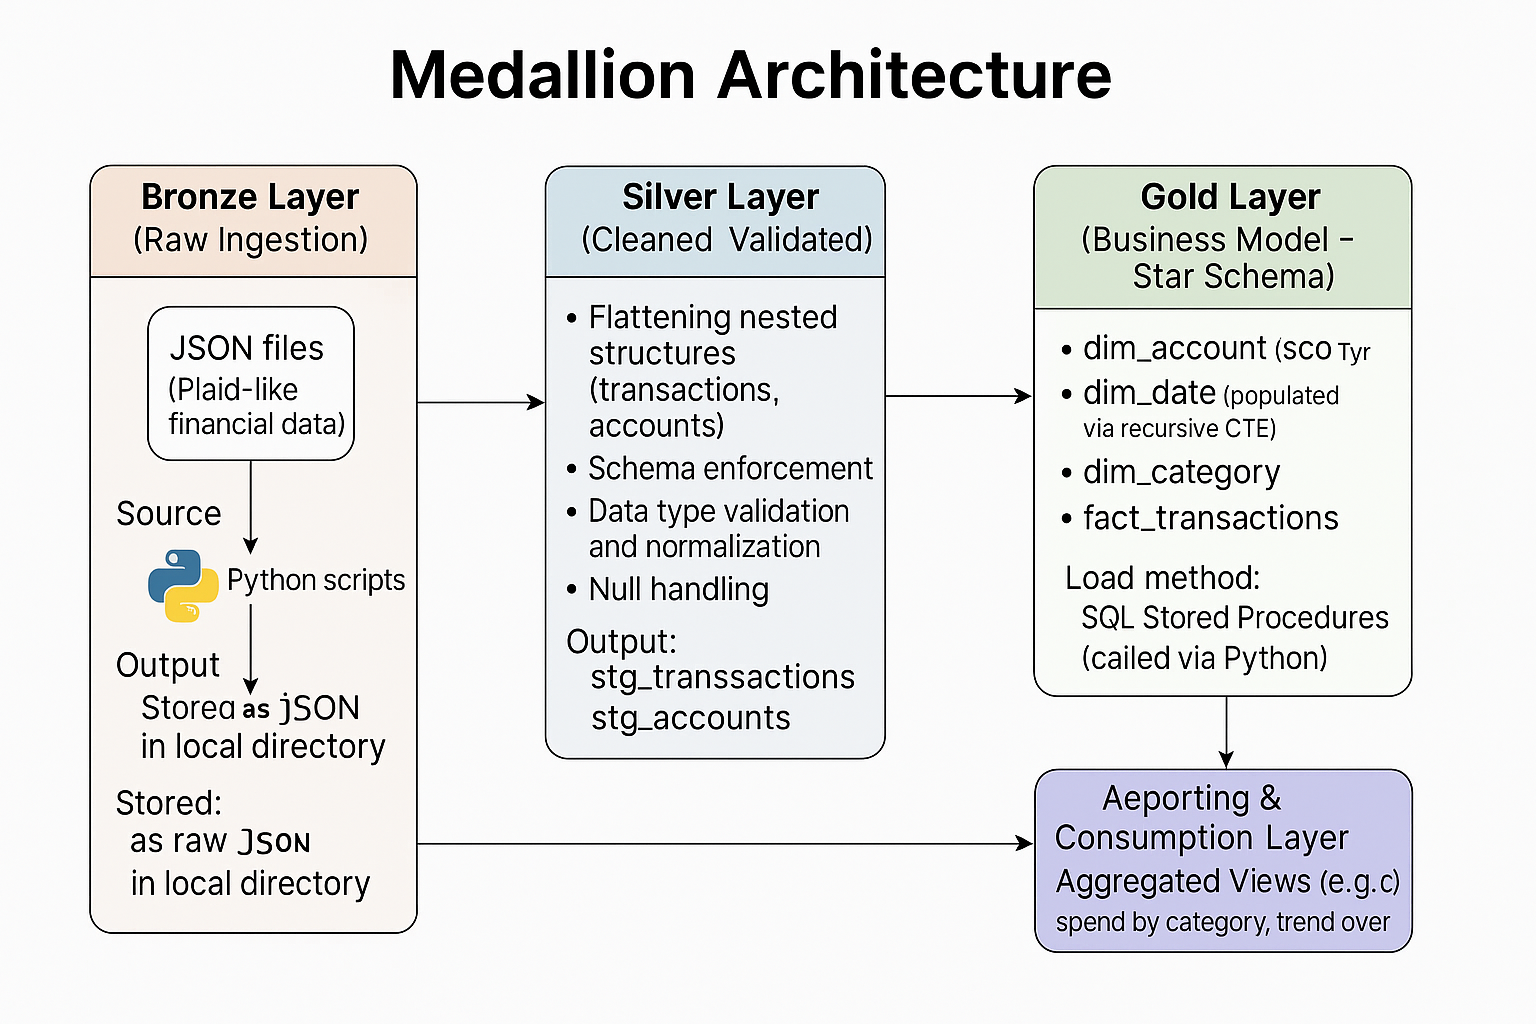 Medallion Architecture
Bronze Layer
(Raw Ingestion)
JSON files
(Plaid-like
financial data)
Source
Python scripts
Output
Stored as jSON
in local directory
Stored:
as raw JSON
in local directory
Silver Layer
(Cleaned Validated)
• Flattening nested
structures
(transactions,
accounts)
• Schema enforcement
• Data type validation
and normalization
• Null handling
Output:
stg_transsactions
stg_accounts
Gold Layer
(Business Model –
Star Schema)
• dim_account (sco Tyr
• dim_date (populated
via recursive CTE)
• dim_category
• fact_transactions
Load method:
SQL Stored Procedures
(cailed via Python)
Aeporting &
Consumption Layer
Aggregated Views (e.g.c)
spend by category, trend over